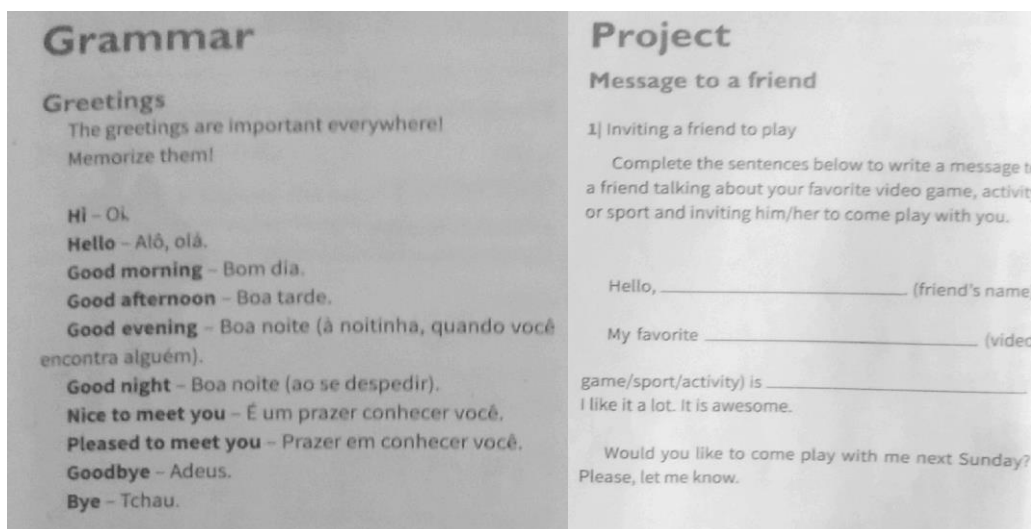 Grammar
Greetings
The greetings are important everywhere!
Memorize them!
Hi – Oi.
Hello – Alô, olá.
Good morning – Bom dia.
Good afternoon – Boa tarde.
Good evening – Boa noite (à noitinha, quando você
encontra alguém).
Good night – Boa noite (ao se despedir).
Nice to meet you – É um prazer conhecer você.
Pleased to meet you – Prazer em conhecer você.
Goodbye – Adeus.
Bye – Tchau.
Project
Message to a friend
1| Inviting a friend to play
Complete the sentences below to write a message t
a friend talking about your favorite video game, activit
or sport and inviting him/her to come play with you.
Hello, ______________________ (friend's name
My favorite ______________________ (video
game/sport/activity) is ______________________
I like it a lot. It is awesome.
Would you like to come play with me next Sunday?
Please, let me know.